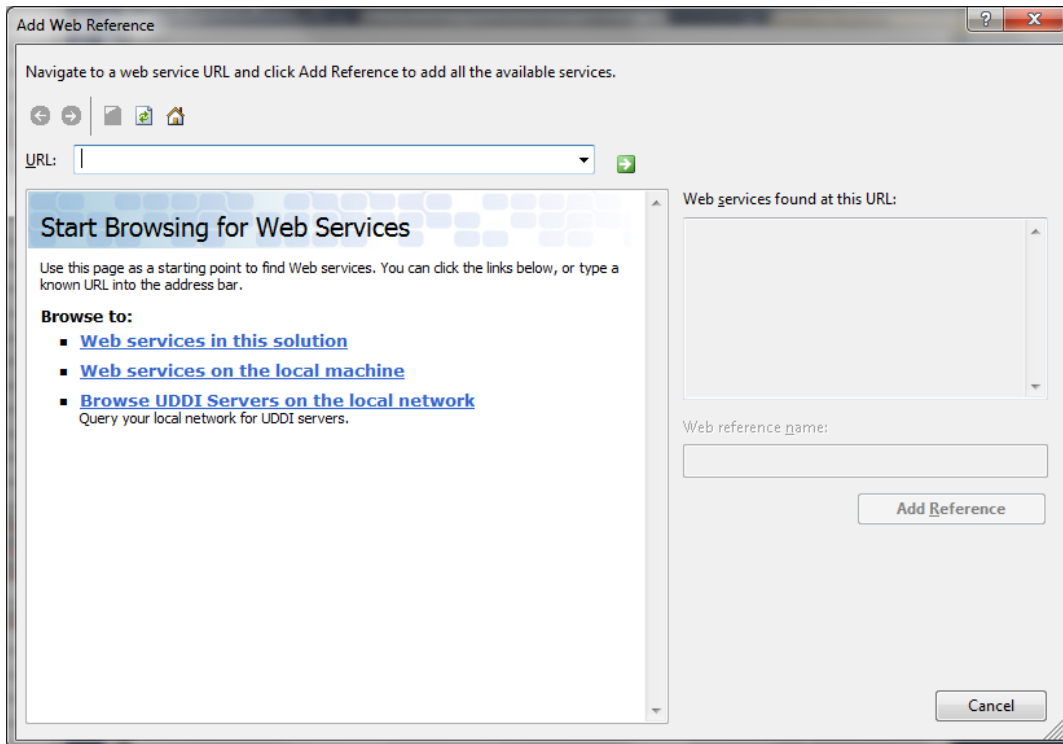 Add Web Reference
Navigate to a web service URL and click Add Reference to add all the available services.
URL:
Start Browsing for Web Services
Use this page as a starting point to find Web services. You can click the links below, or type a
known URL into the address bar.
Browse to:
Web services in this solution
Web services on the local machine
Browse UDDI Servers on the local network
Query your local network for UDDI servers.
Web services found at this URL:
Web reference name:
Add Reference
Cancel